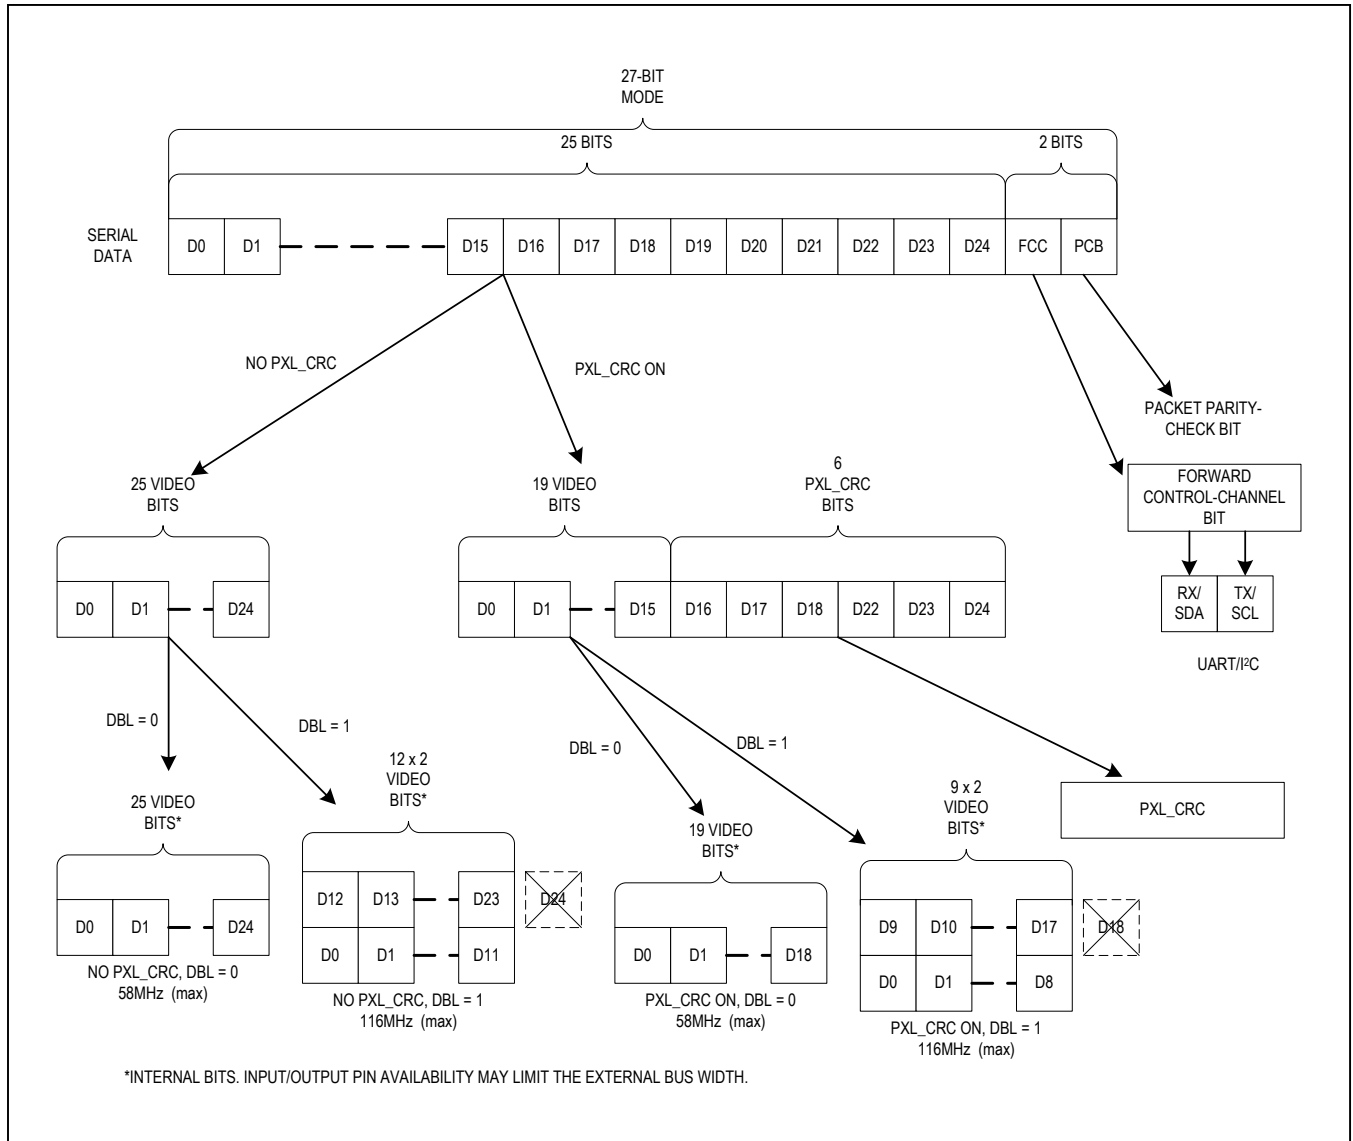 27-BIT
MODE
25 BITS
2 BITS
SERIAL
DATA
D0 D1 D15 D16 D17 D18 D19 D20 D21 D22 D23 D24 FCC PCB
NO PXL_CRC
PXL_CRC ON
PACKET PARITY-
CHECK BIT
25 VIDEO
BITS
19 VIDEO
BITS
6
PXL_CRC
BITS
FORWARD
CONTROL-CHANNEL
BIT
D0 D1 D24
D0 D1 D15 D16 D17 D18 D22 D23 D24
RX/
SDA
TX/
SCL
UART/I²C
DBL = 0
DBL = 1
DBL = 0
DBL = 1
25 VIDEO
BITS*
12 x 2
VIDEO
BITS*
19 VIDEO
BITS*
9 x 2
VIDEO
BITS*
PXL_CRC
D0 D1 D24
NO PXL_CRC, DBL = 0
58MHz (max)
D12 D13 D23 D24
D0 D1 D11
NO PXL_CRC, DBL = 1
116MHz (max)
D0 D1 D18
PXL_CRC ON, DBL = 0
58MHz (max)
D9 D10 D17 D18
D0 D1 D8
PXL_CRC ON, DBL = 1
116MHz (max)
*INTERNAL BITS. INPUT/OUTPUT PIN AVAILABILITY MAY LIMIT THE EXTERNAL BUS WIDTH.